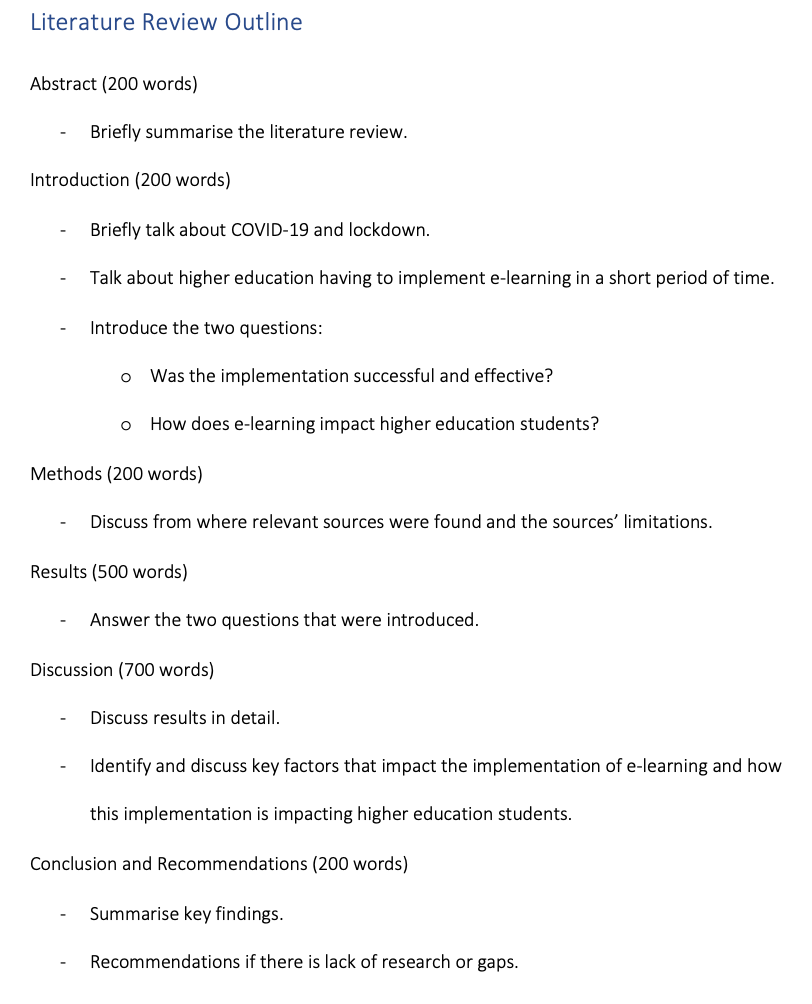 Literature Review Outline
Abstract (200 words)
- Briefly summarise the literature review.
Introduction (200 words)
- Briefly talk about COVID-19 and lockdown.
- Talk about higher education having to implement e-learning in a short period of time.
- Introduce the two questions:
o Was the implementation successful and effective?
o How does e-learning impact higher education students?
Methods (200 words)
- Discuss from where relevant sources were found and the sources’ limitations.
Results (500 words)
- Answer the two questions that were introduced.
Discussion (700 words)
- Discuss results in detail.
- Identify and discuss key factors that impact the implementation of e-learning and how
this implementation is impacting higher education students.
Conclusion and Recommendations (200 words)
- Summarise key findings.
- Recommendations if there is lack of research or gaps.